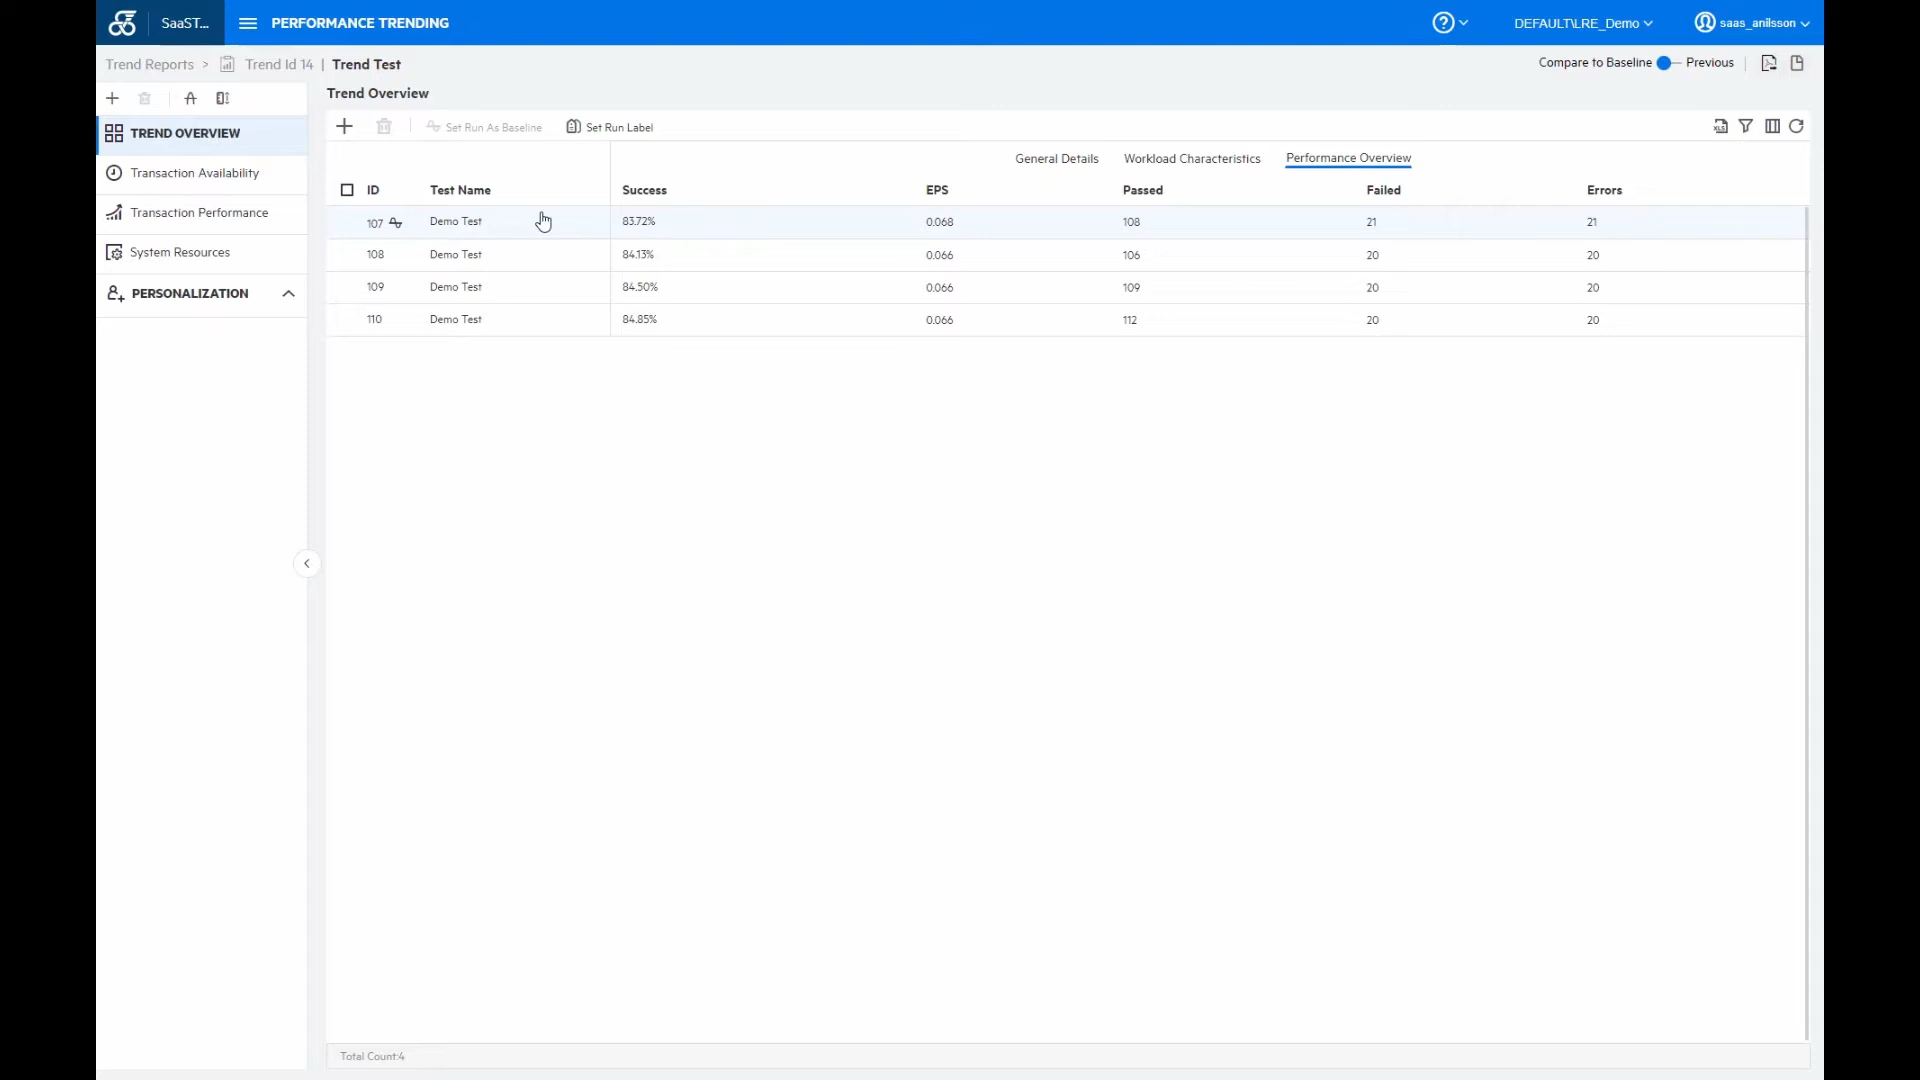 SaaST... PERFORMANCE TRENDING DEFAULT\LRE_Demo saas_anilsson
Trend Reports > Trend Id 14 | Trend Test Compare to Baseline Previous
Trend Overview
Set Run As Baseline Set Run Label XLS
TREND OVERVIEW
Transaction Availability
Transaction Performance
System Resources
PERSONALIZATION
General Details Workload Characteristics Performance Overview
ID Test Name Success EPS Passed Failed Errors
107 Demo Test 83.72% 0.068 108 21 21
108 Demo Test 84.13% 0.066 106 20 20
109 Demo Test 84.50% 0.066 109 20 20
110 Demo Test 84.85% 0.066 112 20 20
Total Count:4